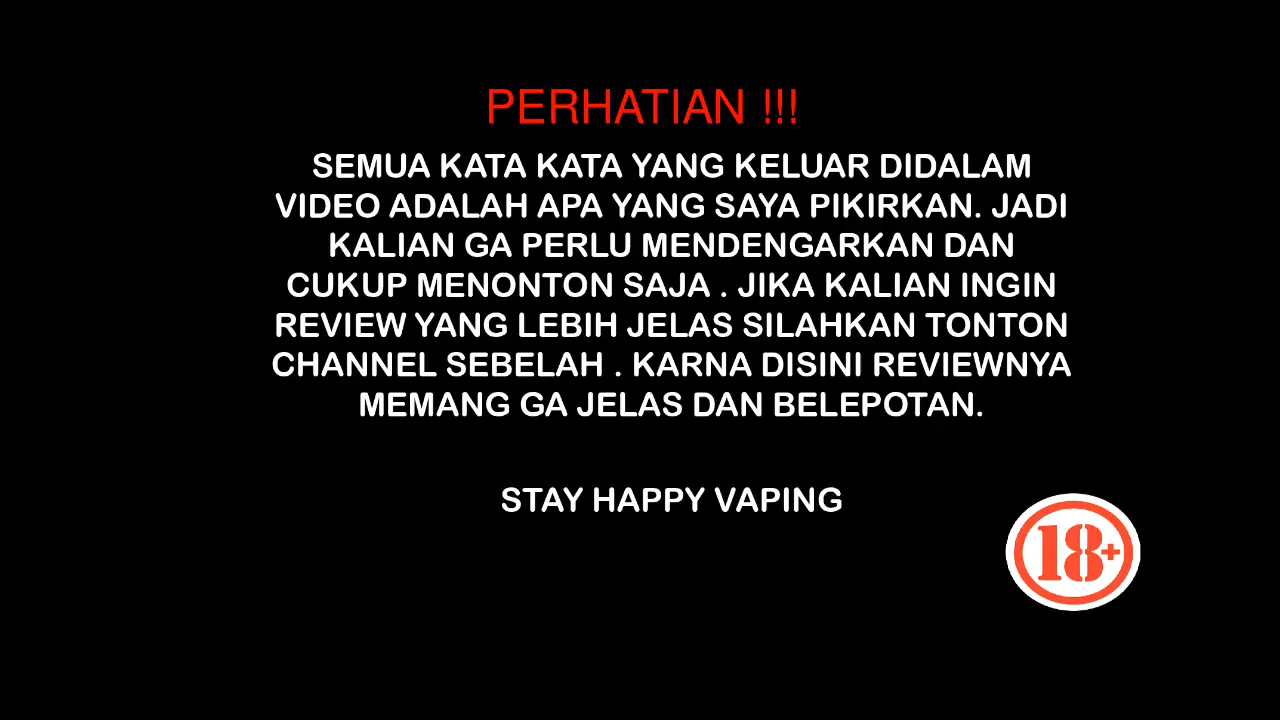 PERHATIAN !!!
SEMUA KATA KATA YANG KELUAR DIDALAM
VIDEO ADALAH APA YANG SAYA PIKIRKAN. JADI
KALIAN GA PERLU MENDENGARKAN DAN
CUKUP MENONTON SAJA . JIKA KALIAN INGIN
REVIEW YANG LEBIH JELAS SILAHKAN TONTON
CHANNEL SEBELAH . KARNA DISINI REVIEWNYA
MEMANG GA JELAS DAN BELEPOTAN.
STAY HAPPY VAPING
18+